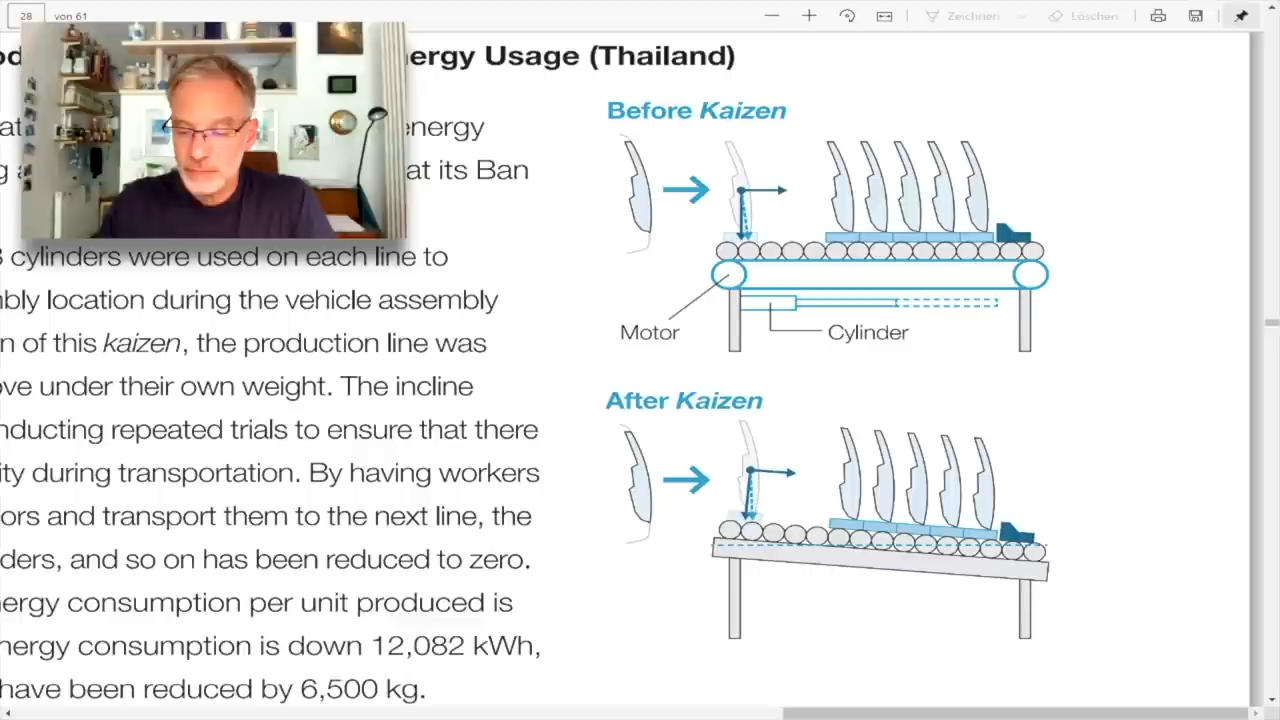 28 von 61
Zeichnen
Löschen
ergy Usage (Thailand)
energy
at its Ban
cylinders were used on each line to
bly location during the vehicle assembly
n of this kaizen, the production line was
ve under their own weight. The incline
nducting repeated trials to ensure that there
ity during transportation. By having workers
ors and transport them to the next line, the
ders, and so on has been reduced to zero.
ergy consumption per unit produced is
nergy consumption is down 12,082 kWh,
have been reduced by 6,500 kg.
Before Kaizen
Motor
Cylinder
After Kaizen